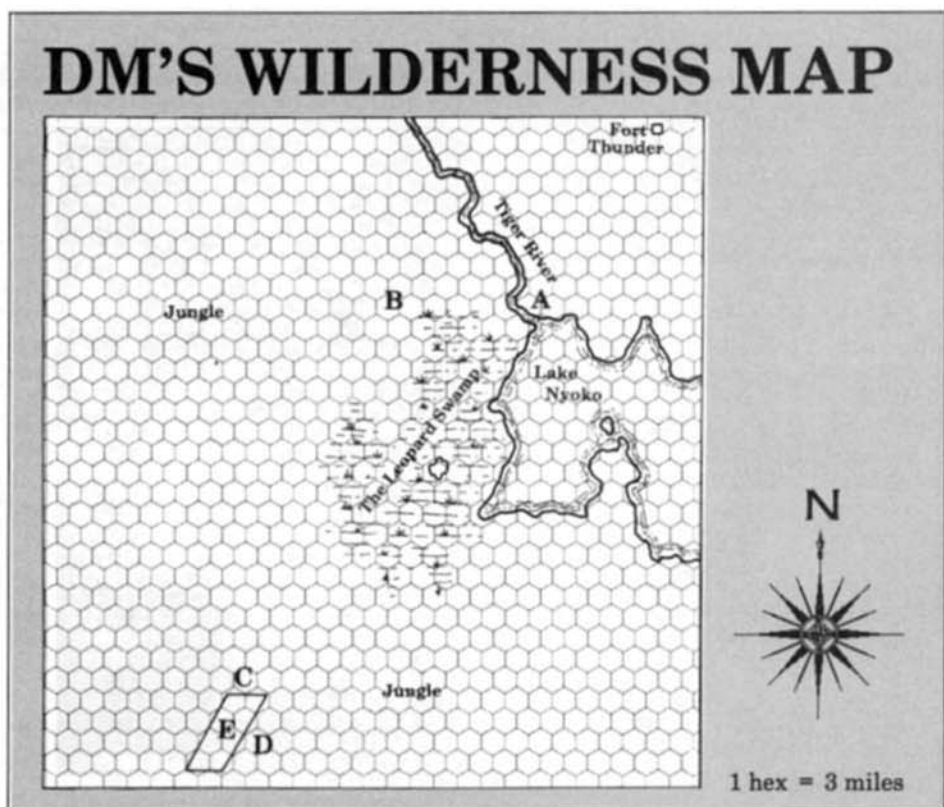 DM'S WILDERNESS MAP
Fort
Thunder
Tiger River
Jungle
B
A
Lake
Nyoko
The Leopard Swamp
N
C
Jungle
E
D
1 hex = 3 miles